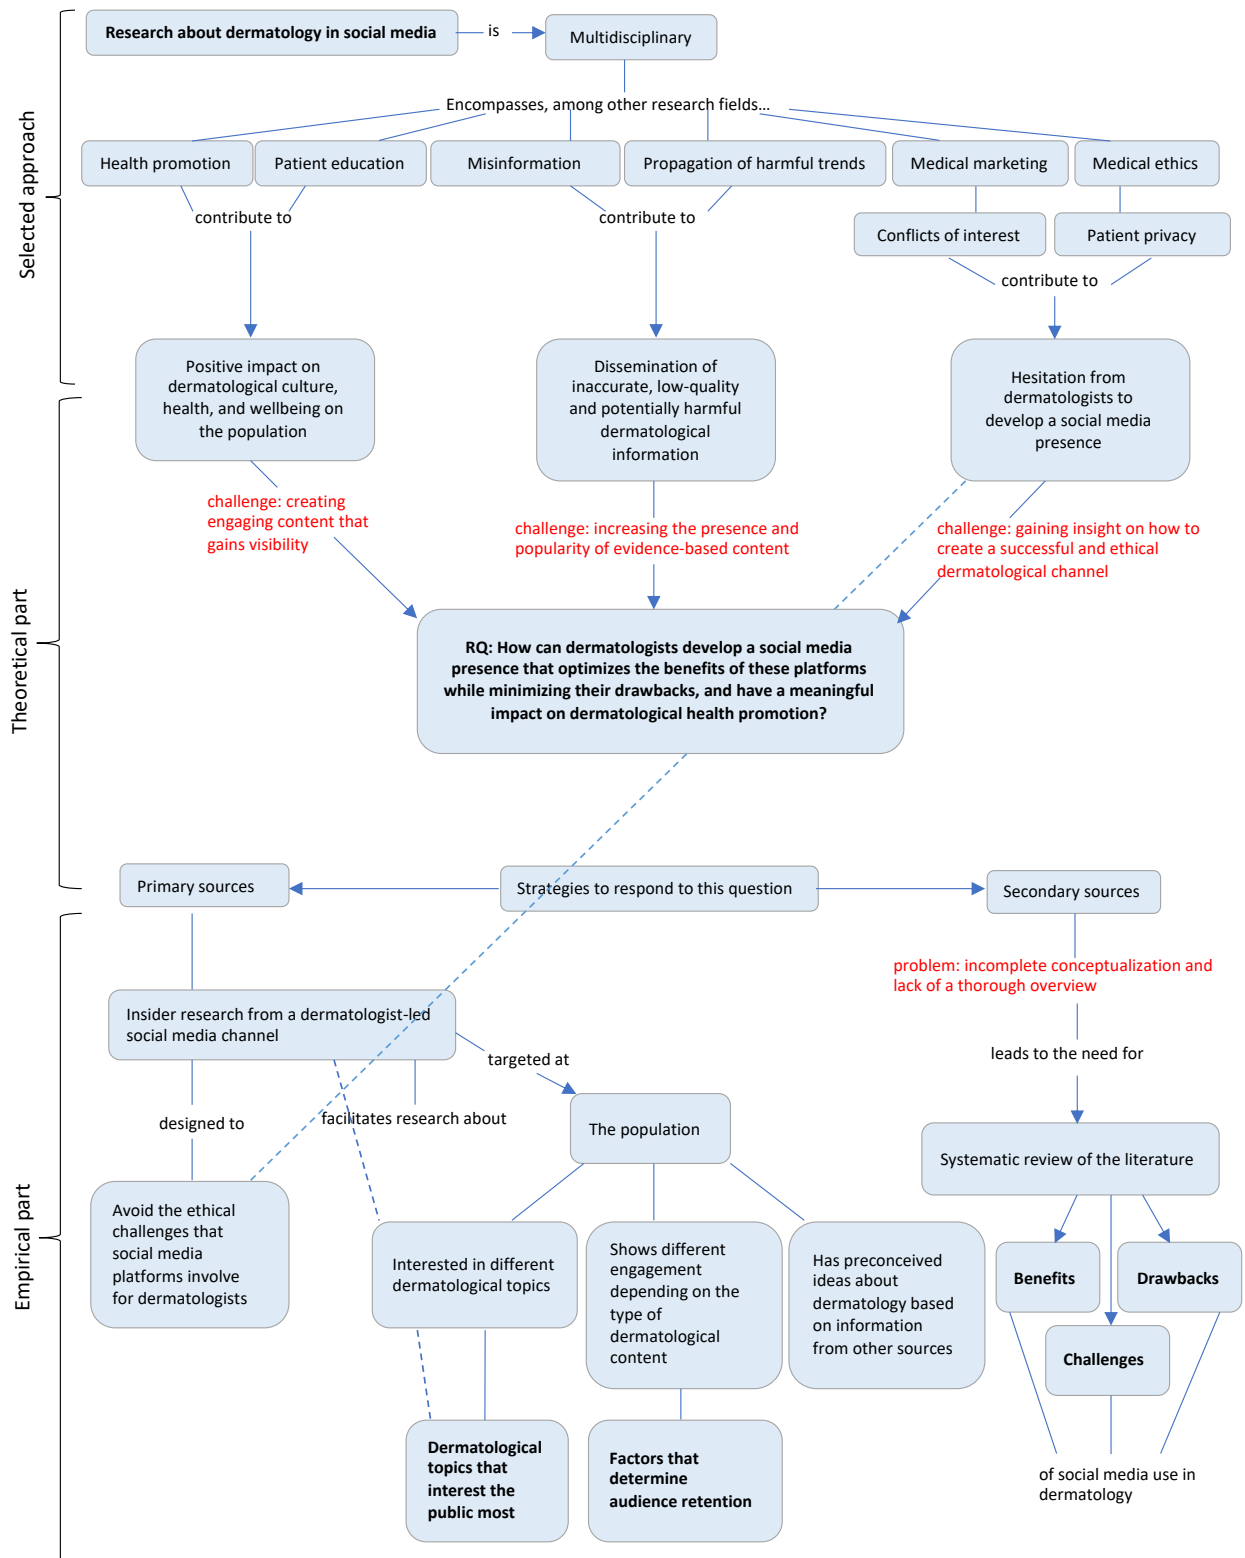 Research about dermatology in social media
is
Multidisciplinary
Encompasses, among other research fields…
Health promotion
Patient education
Misinformation
Propagation of harmful trends
Medical marketing
Medical ethics
contribute to
contribute to
Conflicts of interest
Patient privacy
contribute to
Selected approach
Positive impact on
dermatological culture,
health, and wellbeing on
the population
Dissemination of
inaccurate, low-quality
and potentially harmful
dermatological
information
Hesitation from
dermatologists to
develop a social media
presence
challenge: creating
engaging content that
gains visibility
challenge: increasing the presence and
popularity of evidence-based content
challenge: gaining insight on how to
create a successful and ethical
dermatological channel
Theoretical part
RQ: How can dermatologists develop a social media
presence that optimizes the benefits of these platforms
while minimizing their drawbacks, and have a meaningful
impact on dermatological health promotion?
Primary sources
Strategies to respond to this question
Secondary sources
problem: incomplete conceptualization and
lack of a thorough overview
Insider research from a dermatologist-led
social media channel
targeted at
leads to the need for
designed to
facilitates research about
The population
Systematic review of the literature
Empirical part
Avoid the ethical
challenges that
social media
platforms involve
for dermatologists
Interested in different
dermatological topics
Shows different
engagement
depending on the
type of
dermatological
content
Has preconceived
ideas about
dermatology based
on information
from other sources
Benefits
Drawbacks
Challenges
Dermatological
topics that
interest the
public most
Factors that
determine
audience retention
of social media use in
dermatology